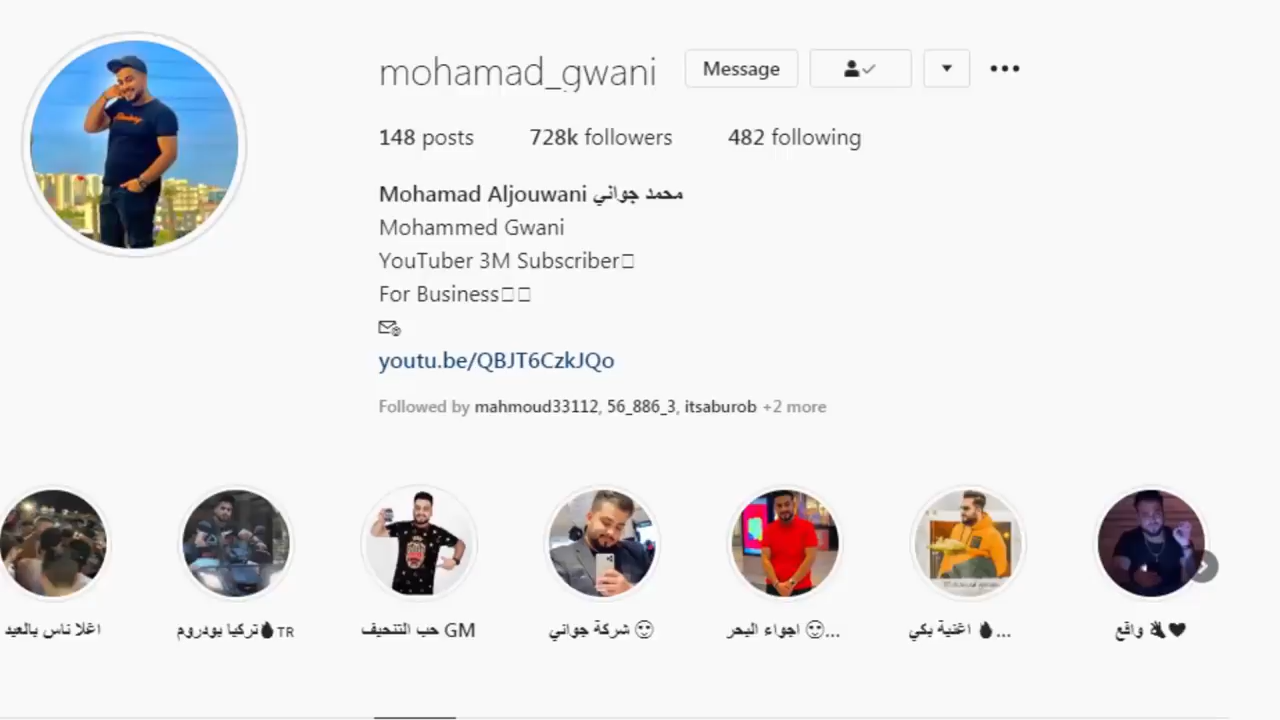 mohamad_gwani Message
148 posts 728k followers 482 following
Mohamad Aljouwani محمد جواني
Mohammed Gwani
YouTuber 3M Subscriber
For Business
youtu.be/QBJT6CzkJQo
Followed by mahmoud33112, 56_886_3, itsaburob +2 more
اغلا ناس بالعيد
تركيا بودروم🔥TR
حب التنحيف GM
شركة جواني 🙂
اجواء البحر 🙂...
اغنية بكي 🔥...
واقع 👌🖤